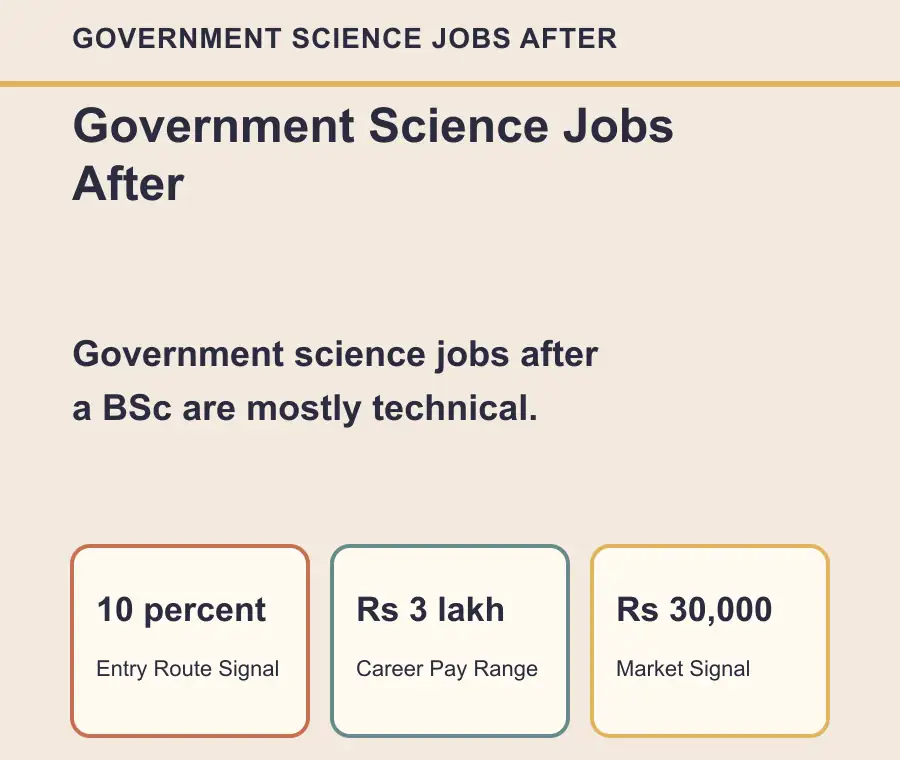 GOVERNMENT SCIENCE JOBS AFTER
Government Science Jobs
After
Government science jobs after
a BSc are mostly technical.
10 percent
Entry Route Signal
Rs 3 lakh
Career Pay Range
Rs 30,000
Market Signal